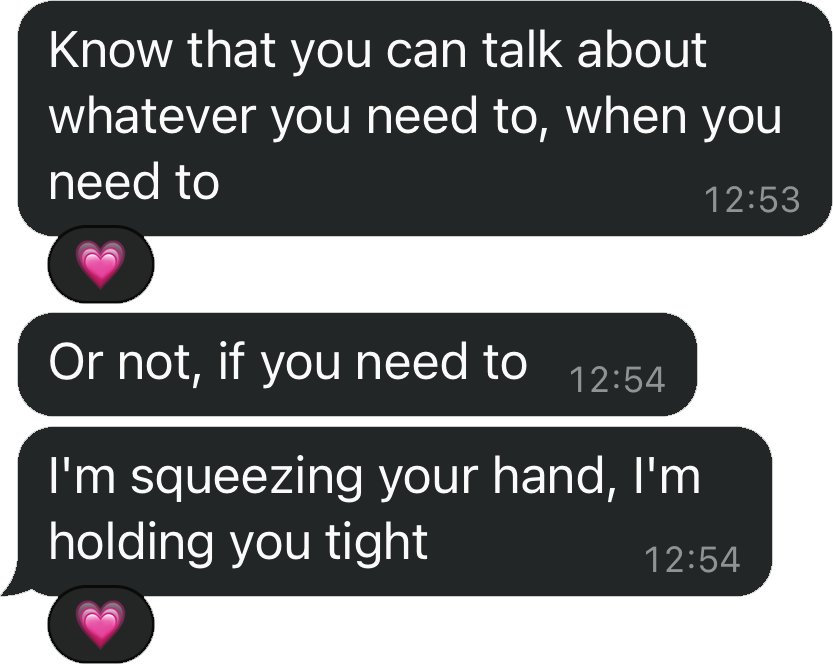 Know that you can talk about
whatever you need to, when you
need to
12:53
Or not, if you need to 12:54
I'm squeezing your hand, I'm
holding you tight
12:54